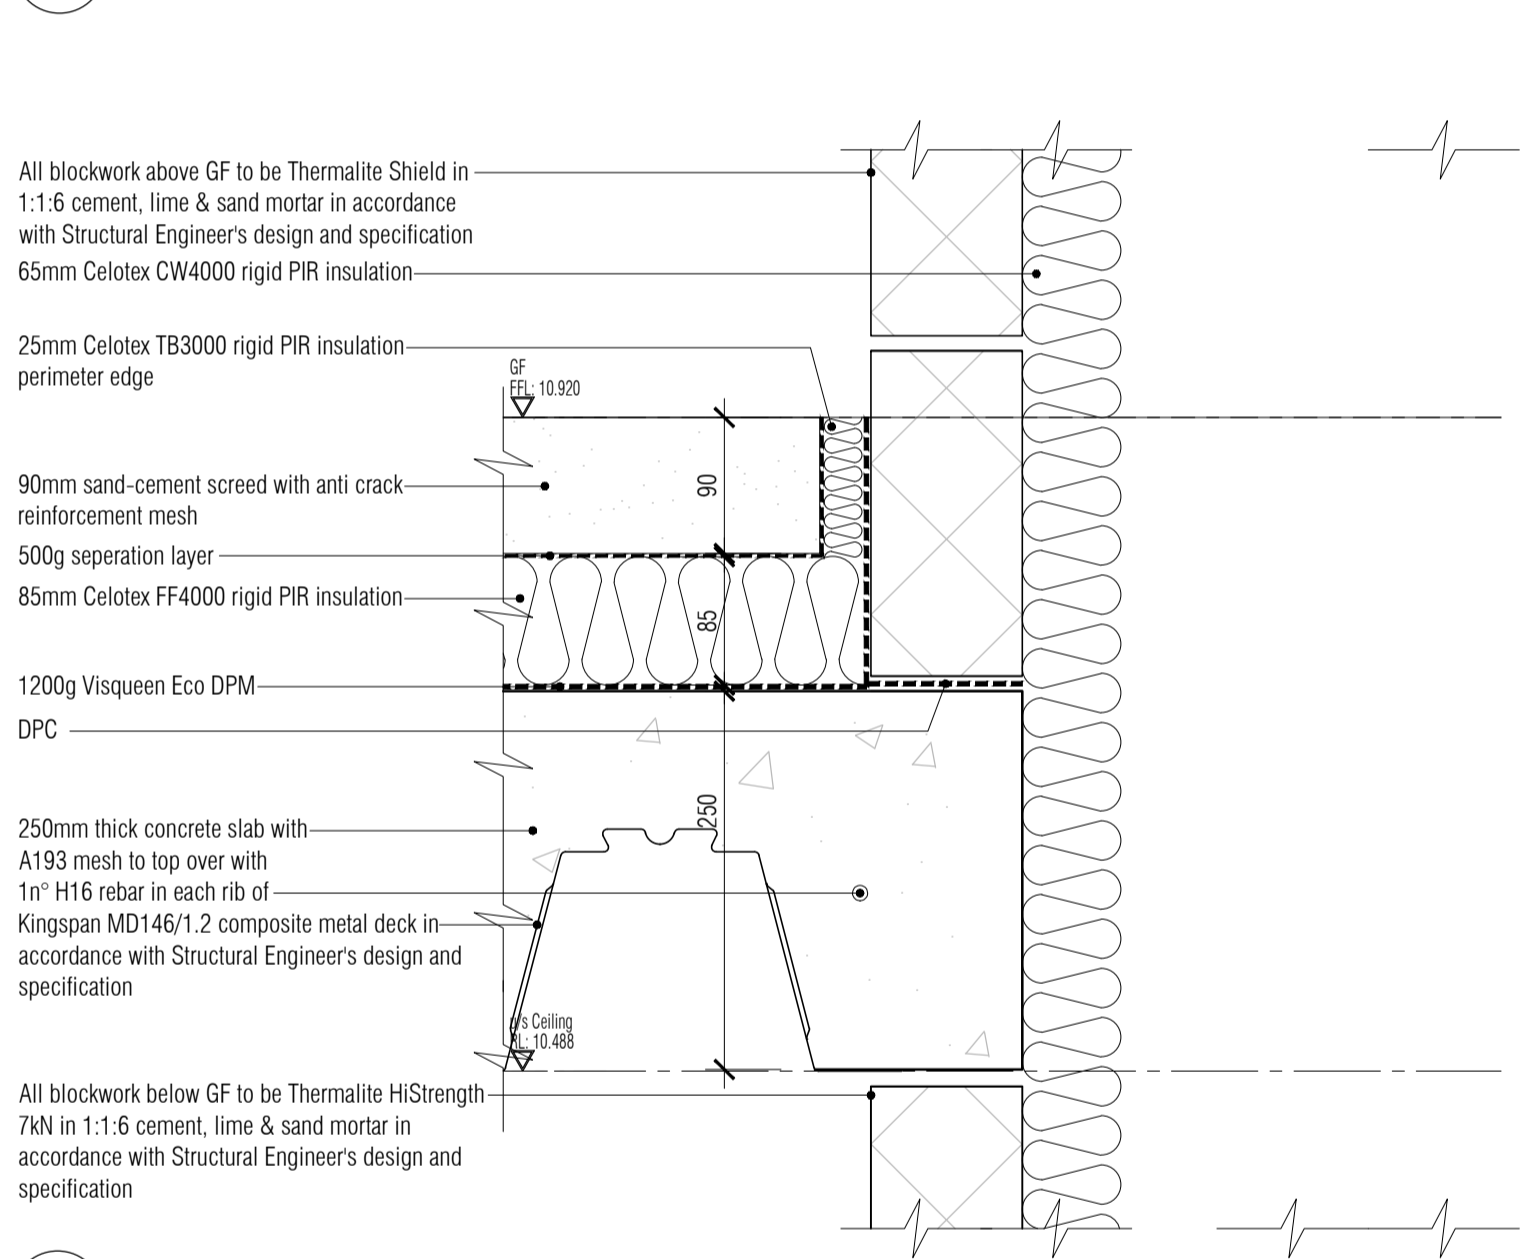 All blockwork above GF to be Thermalite Shield in
1:1:6 cement, lime & sand mortar in accordance
with Structural Engineer's design and specification
65mm Celotex CW4000 rigid PIR insulation
25mm Celotex TB3000 rigid PIR insulation
perimeter edge
GF
FFL: 10.920
90mm sand-cement screed with anti crack
reinforcement mesh
90
500g seperation layer
85mm Celotex FF4000 rigid PIR insulation
85
1200g Visqueen Eco DPM
DPC
250mm thick concrete slab with
A193 mesh to top over with
1n° H16 rebar in each rib of
Kingspan MD146/1.2 composite metal deck in
accordance with Structural Engineer's design and
specification
250
u/s Ceiling
RL: 10.488
All blockwork below GF to be Thermalite HiStrength
7kN in 1:1:6 cement, lime & sand mortar in
accordance with Structural Engineer's design and
specification